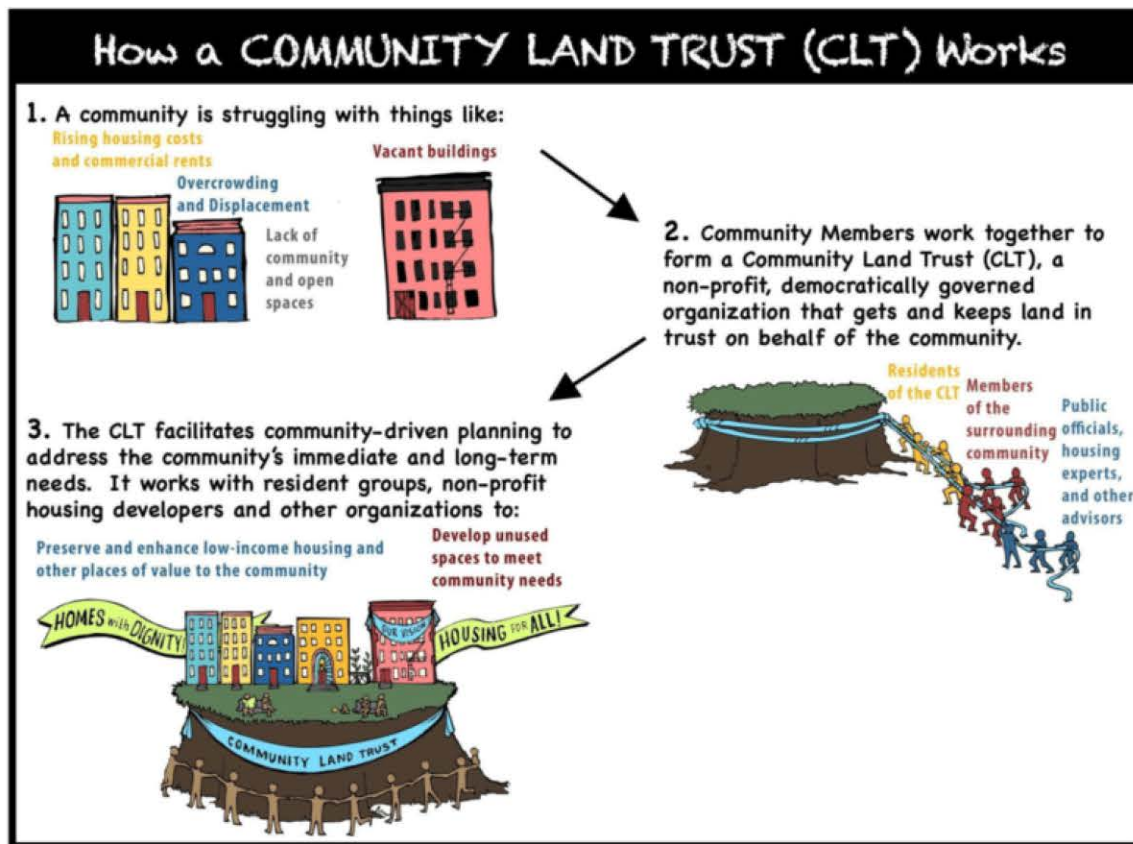 How a COMMUNITY LAND TRUST (CLT) Works
1. A community is struggling with things like:
Rising housing costs
and commercial rents
Overcrowding
and Displacement
Lack of
community
and open
spaces
Vacant buildings
2. Community Members work together to
form a Community Land Trust (CLT), a
non-profit, democratically governed
organization that gets and keeps land in
trust on behalf of the community.
Residents
of the CLT
Members
of the
surrounding
community
Public
officials,
housing
experts,
and other
advisors
3. The CLT facilitates community-driven planning to
address the community's immediate and long-term
needs. It works with resident groups, non-profit
housing developers and other organizations to:
Preserve and enhance low-income housing and
other places of value to the community
Develop unused
spaces to meet
community needs
HOMES with DIGNITY!
OUR VISION
HOUSING FOR ALL!
COMMUNITY LAND TRUST